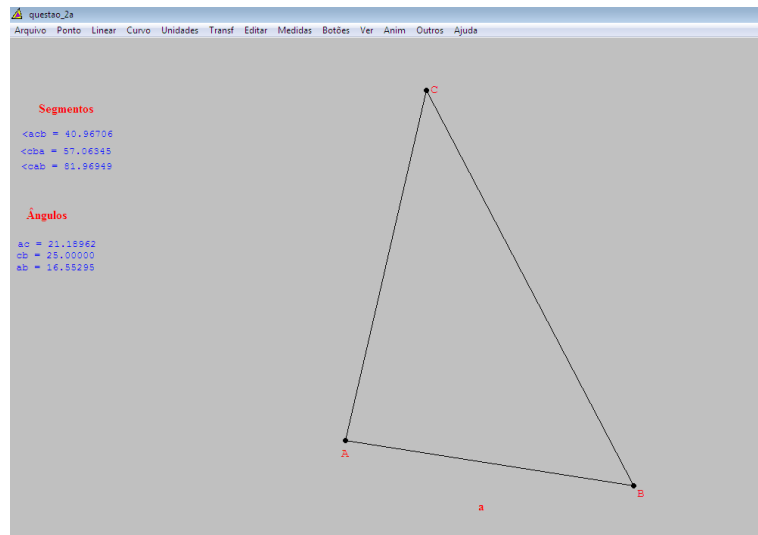 questao_2a
Arquivo Ponto Linear Curvo Unidades Transf Editar Medidas Botões Ver Anim Outros Ajuda
C
Segmentos
<acb = 40.96706
<cba = 57.06345
<cab = 81.96949
Ângulos
ac = 21.18962
cb = 25.00000
ab = 16.55295
A
B
a